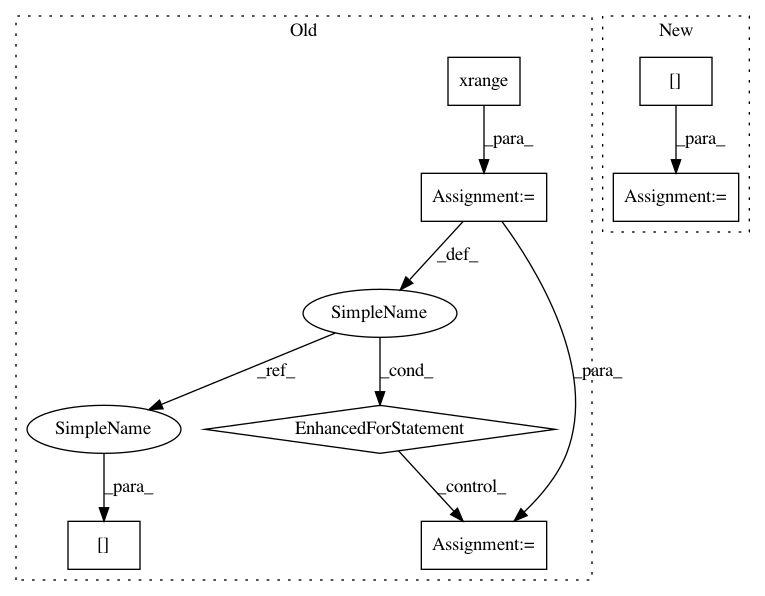 Old
New
xrange
[]
_para_
_para_
Assignment:=
Assignment:=
_def_
SimpleName
_ref_
_cond_
_para_
SimpleName
EnhancedForStatement
_para_
_control_
[]
Assignment:=